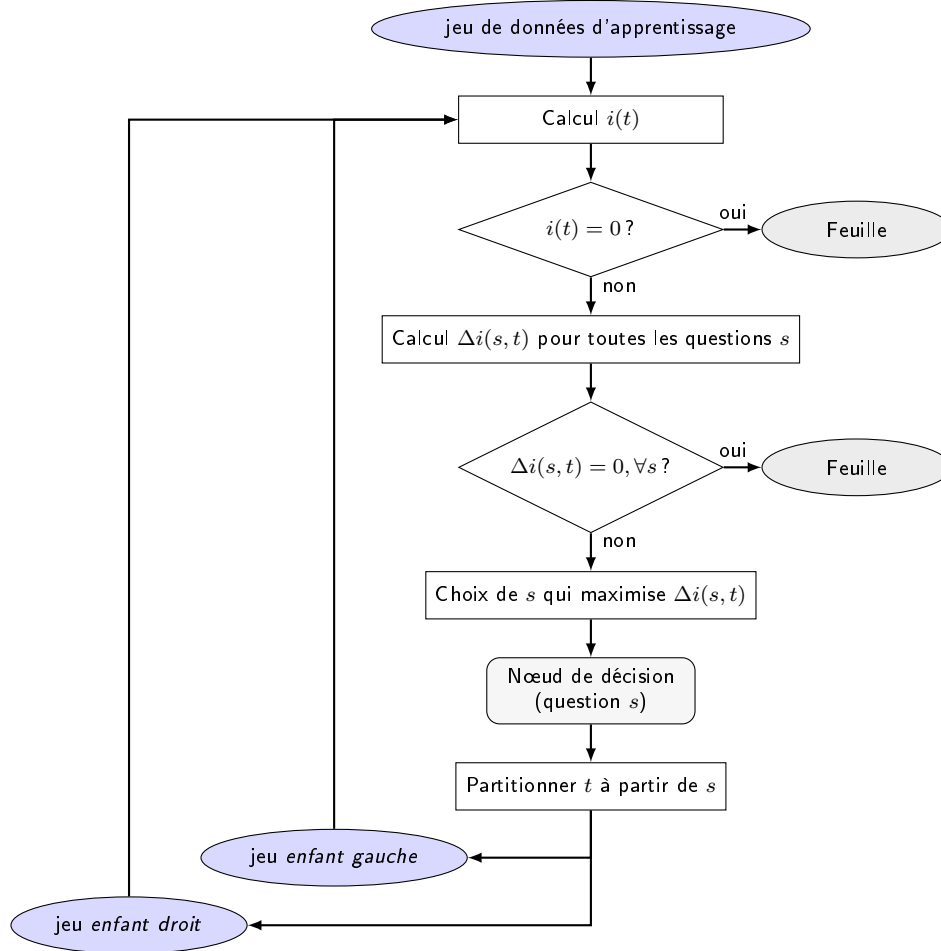 jeu de données d'apprentissage
Calcul i(t)
i(t) = 0 ?
oui
Feuille
non
Calcul Δi(s, t) pour toutes les questions s
Δi(s, t) = 0, ∀s ?
oui
Feuille
non
Choix de s qui maximise Δi(s, t)
Nœud de décision
(question s)
Partitionner t à partir de s
jeu enfant gauche
jeu enfant droit